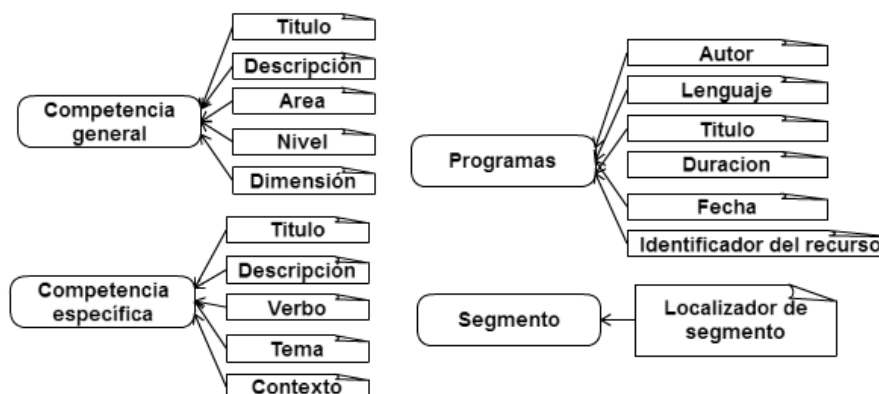 Titulo
Descripción
Area
Nivel
Dimensión
Competencia
general
Titulo
Descripción
Verbo
Tema
Contexto
Competencia
específica
Autor
Lenguaje
Titulo
Duracion
Fecha
Identificador del recurso
Programas
Segmento
Localizador de
segmento